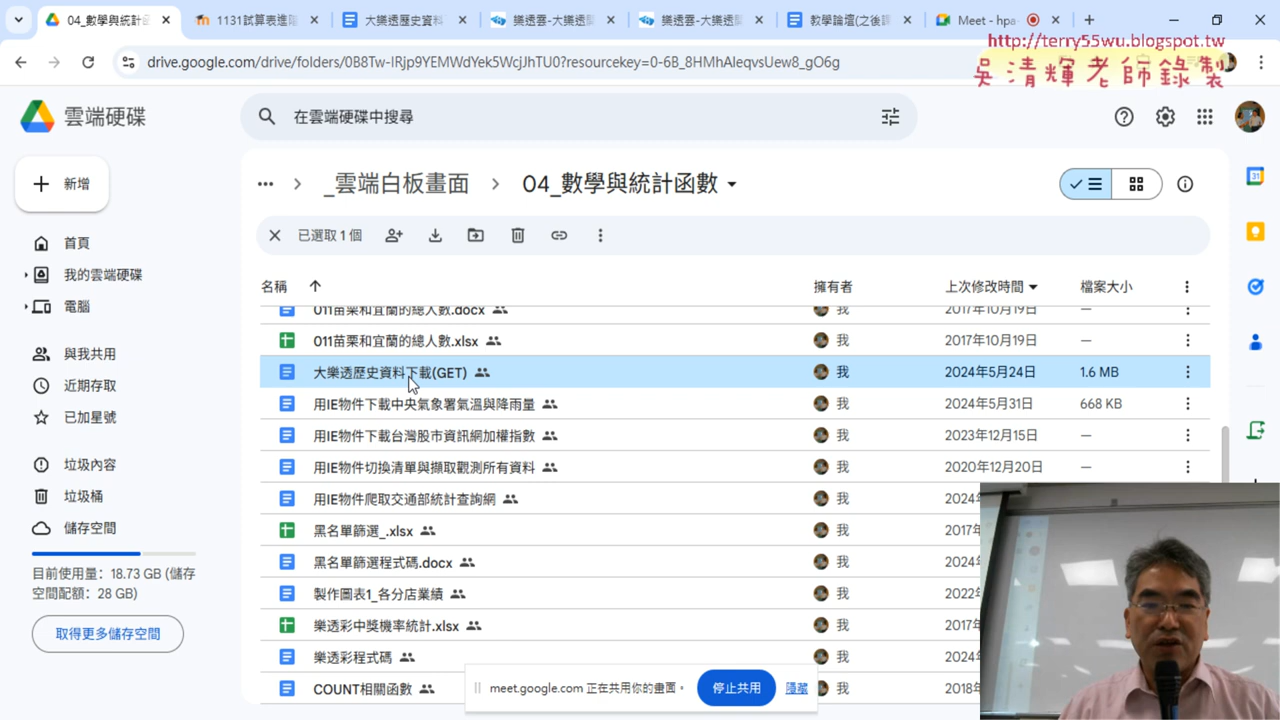 04_數學與統計函
1131試算表進階
大樂透歷史資料
樂透雲-大樂透
樂透雲-大樂透開
教學論壇(之後課
Meet - hpa-
http://terry55wu.blogspot.tw
drive.google.com/drive/folders/0B8Tw-IRjp9YEMWdYek5WcjJhTU0?resourcekey=0-6B_8HMhAleqvsUew8_gO6g
吳清輝老師錄製
雲端硬碟
在雲端硬碟中搜尋
新增
_雲端白板畫面
04_數學與統計函數
已選取 1 個
首頁
我的雲端硬碟
電腦
與我共用
近期存取
已加星號
垃圾內容
垃圾桶
儲存空間
目前使用量：18.73 GB (儲存
空間配額：28 GB)
取得更多儲存空間
名稱 擁有者 上次修改時間 檔案大小
011苗栗和宜蘭的總人數.docx 我 2017年10月19日 —
011苗栗和宜蘭的總人數.xlsx 我 2017年10月19日 —
大樂透歷史資料下載(GET) 我 2024年5月24日 1.6 MB
用IE物件下載中央氣象署氣溫與降雨量 我 2024年5月31日 668 KB
用IE物件下載台灣股市資訊網加權指數 我 2023年12月15日 —
用IE物件切換清單與擷取觀測所有資料 我 2020年12月20日 —
用IE物件爬取交通部統計查詢網 我 2024
黑名單篩選_.xlsx 我 2017
黑名單篩選程式碼.docx 我 2024
製作圖表1_各分店業績 我 2022
樂透彩中獎機率統計.xlsx 我 2017
樂透彩程式碼 我 2024
COUNT相關函數 我 2018
meet.google.com 正在共用你的畫面。
停止共用
隱藏